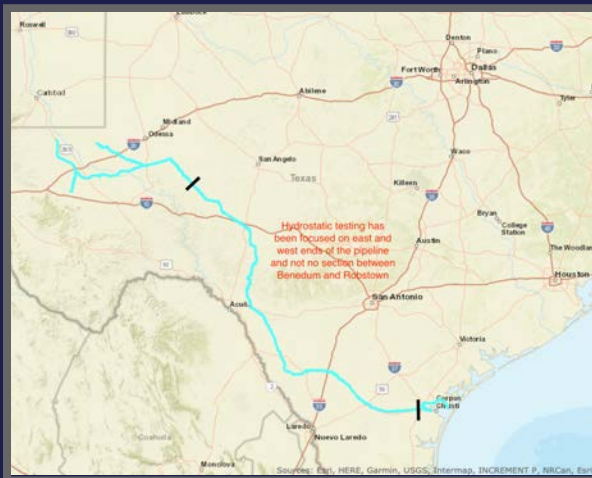 Lubbock
Roswell
285
Denton
Plano
Dallas
Fort Worth
Arlington
Carlsbad
Abilene
Tyler
Midland
Odessa
Waco
San Angelo
Texas
Killeen
Bryan
College
Station
Hydrostatic testing has
been focused on east and
west ends of the pipeline
and not no section between
Benedum and Robstown
Austin
The Woodlan
Houston
San Antonio
Acuña
Victoria
Corpus
Christi
Laredo
Nuevo Laredo
Coahuila
Monclova
Sources: Esri, HERE, Garmin, USGS, Intermap, INCREMENT P, NRCan, Esri